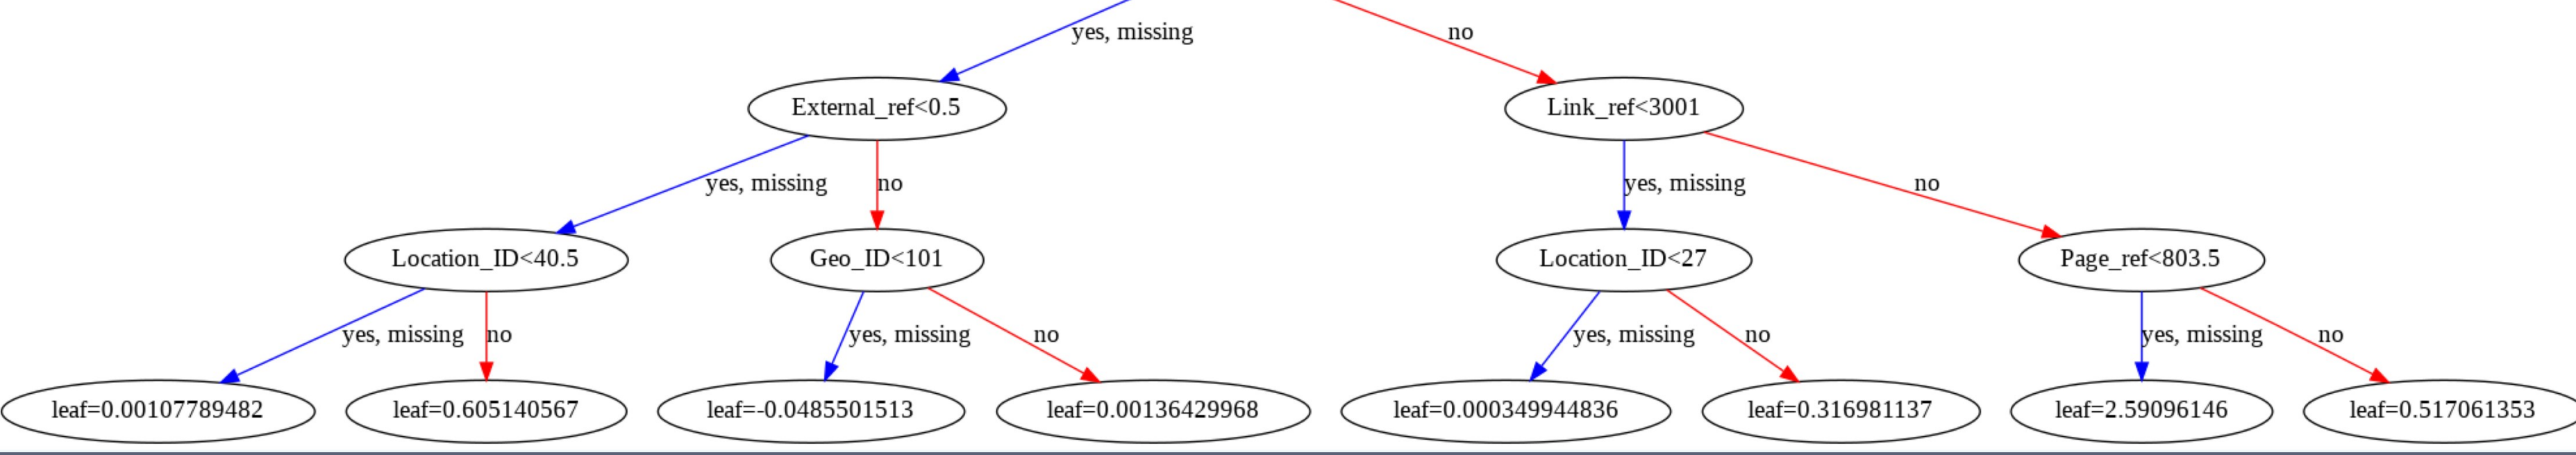 yes, missing
no
External_ref<0.5
Link_ref<3001
yes, missing
no
yes, missing
no
Location_ID<40.5
Geo_ID<101
Location_ID<27
Page_ref<803.5
yes, missing
no
yes, missing
no
yes, missing
no
yes, missing
no
leaf=0.00107789482
leaf=0.605140567
leaf=-0.0485501513
leaf=0.00136429968
leaf=0.000349944836
leaf=0.316981137
leaf=2.59096146
leaf=0.517061353